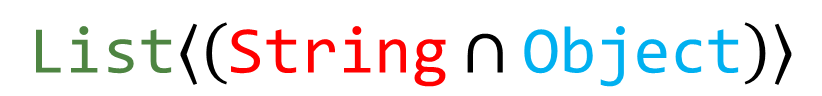 List⟨(String ∩ Object)⟩